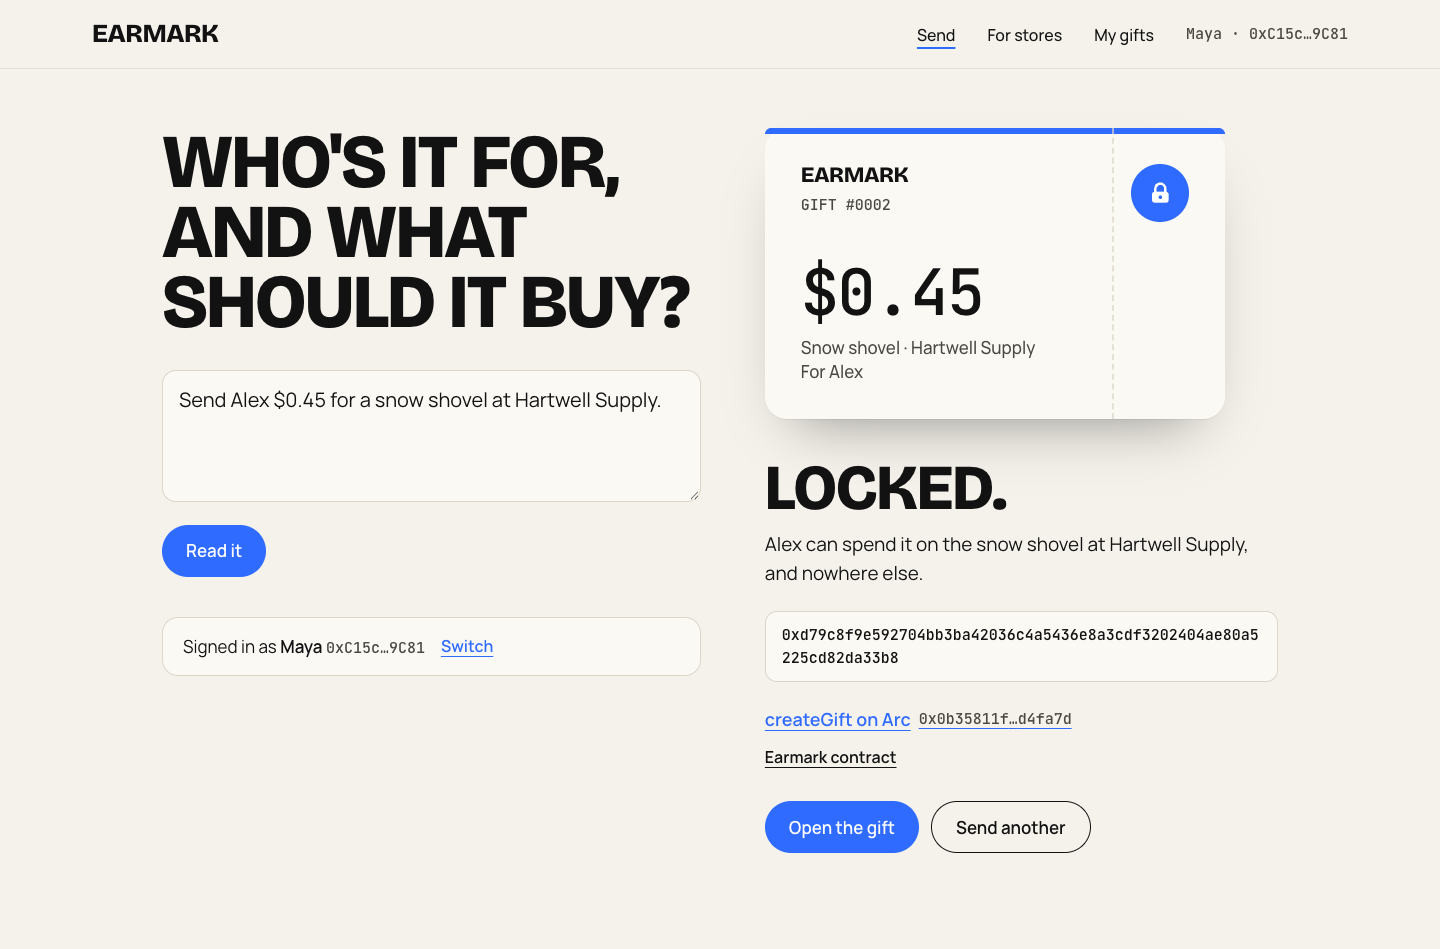 EARMARK
Send
For stores
My gifts
Maya · 0xC15c…9C81
WHO'S IT FOR,
AND WHAT
SHOULD IT BUY?
Send Alex $0.45 for a snow shovel at Hartwell Supply.
Read it
Signed in as Maya 0xC15c…9C81 Switch
EARMARK
GIFT #0002
$0.45
Snow shovel · Hartwell Supply
For Alex
LOCKED.
Alex can spend it on the snow shovel at Hartwell Supply,
and nowhere else.
0xd79c8f9e592704bb3ba42036c4a5436e8a3cdf3202404ae80a5
225cd82da33b8
createGift on Arc 0x0b35811f…d4fa7d
Earmark contract
Open the gift
Send another